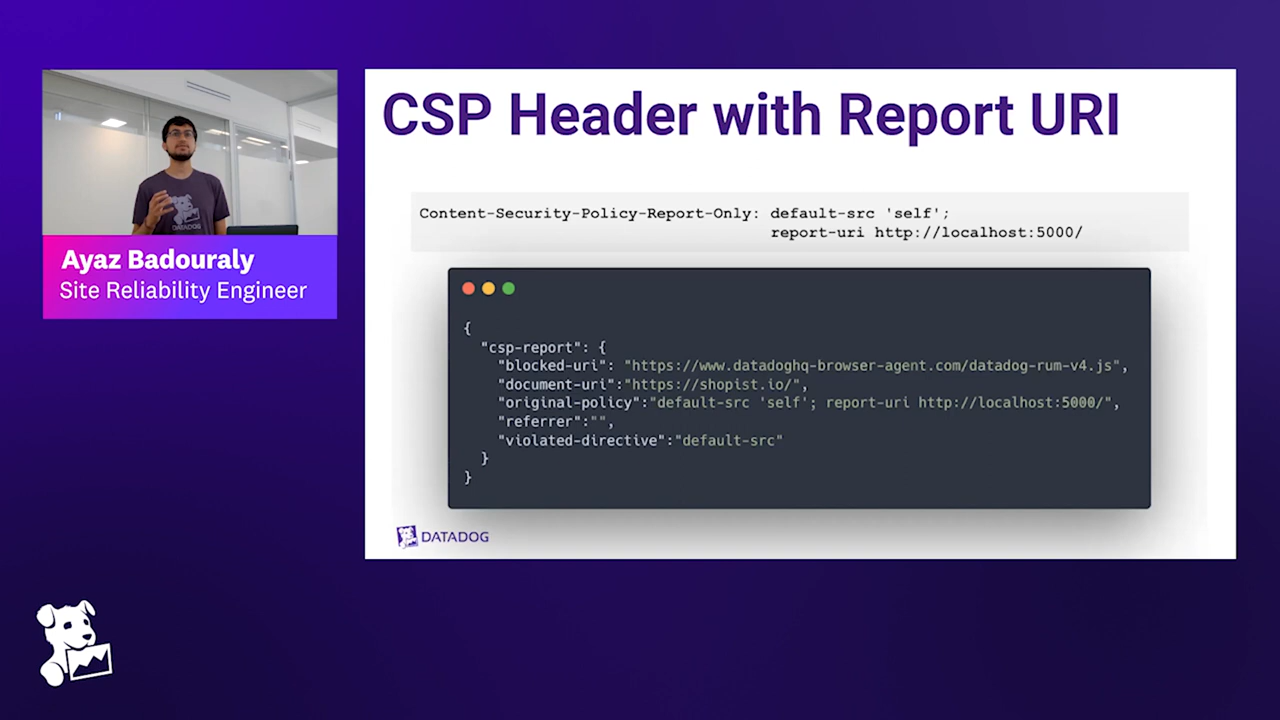 CSP Header with Report URI
Content-Security-Policy-Report-Only: default-src 'self';
report-uri http://localhost:5000/
Ayaz Badouraly
Site Reliability Engineer
{
"csp-report": {
"blocked-uri": "https://www.datadoghq-browser-agent.com/datadog-rum-v4.js",
"document-uri":"https://shopist.io/",
"original-policy":"default-src 'self'; report-uri http://localhost:5000/",
"referrer":"",
"violated-directive":"default-src"
}
}
DATADOG
DATADOG